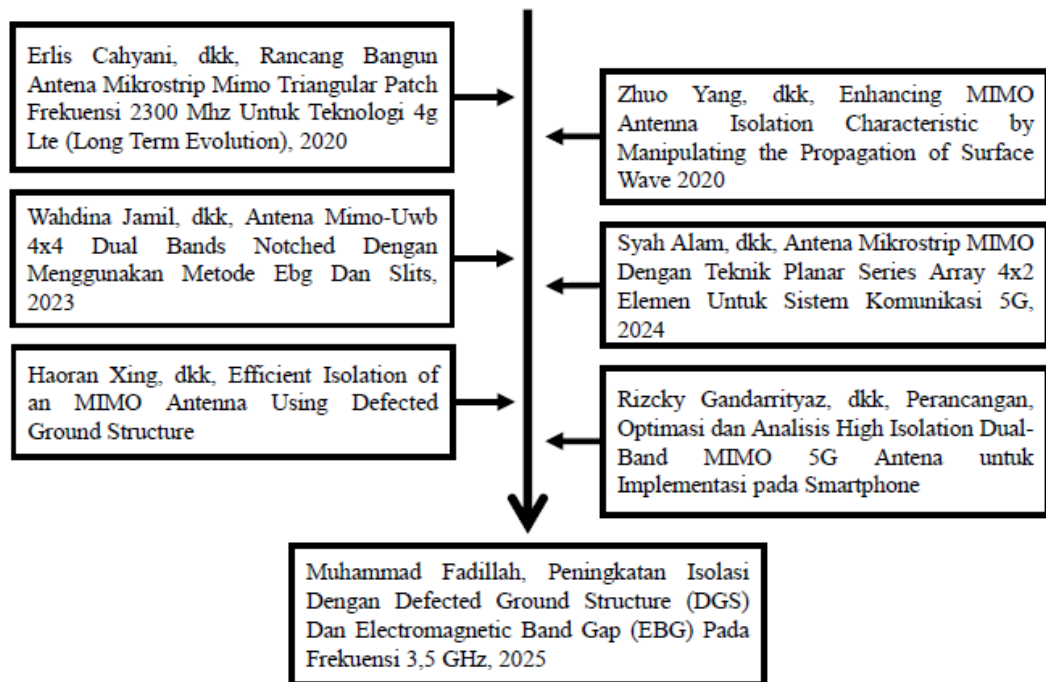 Erlis Cahyani, dkk, Rancang Bangun
Antena Mikrostrip Mimo Triangular Patch
Frekuensi 2300 Mhz Untuk Teknologi 4g
Lte (Long Term Evolution), 2020
Zhuo Yang, dkk, Enhancing MIMO
Antenna Isolation Characteristic by
Manipulating the Propagation of Surface
Wave 2020
Wahdina Jamil, dkk, Antena Mimo-Uwb
4x4 Dual Bands Notched Dengan
Menggunakan Metode Ebg Dan Slits,
2023
Syah Alam, dkk, Antena Mikrostrip MIMO
Dengan Teknik Planar Series Array 4x2
Elemen Untuk Sistem Komunikasi 5G,
2024
Haoran Xing, dkk, Efficient Isolation of
an MIMO Antenna Using Defected
Ground Structure
Rizcky Gandarrityaz, dkk, Perancangan,
Optimasi dan Analisis High Isolation Dual-
Band MIMO 5G Antena untuk
Implementasi pada Smartphone
Muhammad Fadillah, Peningkatan Isolasi
Dengan Defected Ground Structure (DGS)
Dan Electromagnetic Band Gap (EBG) Pada
Frekuensi 3,5 GHz, 2025